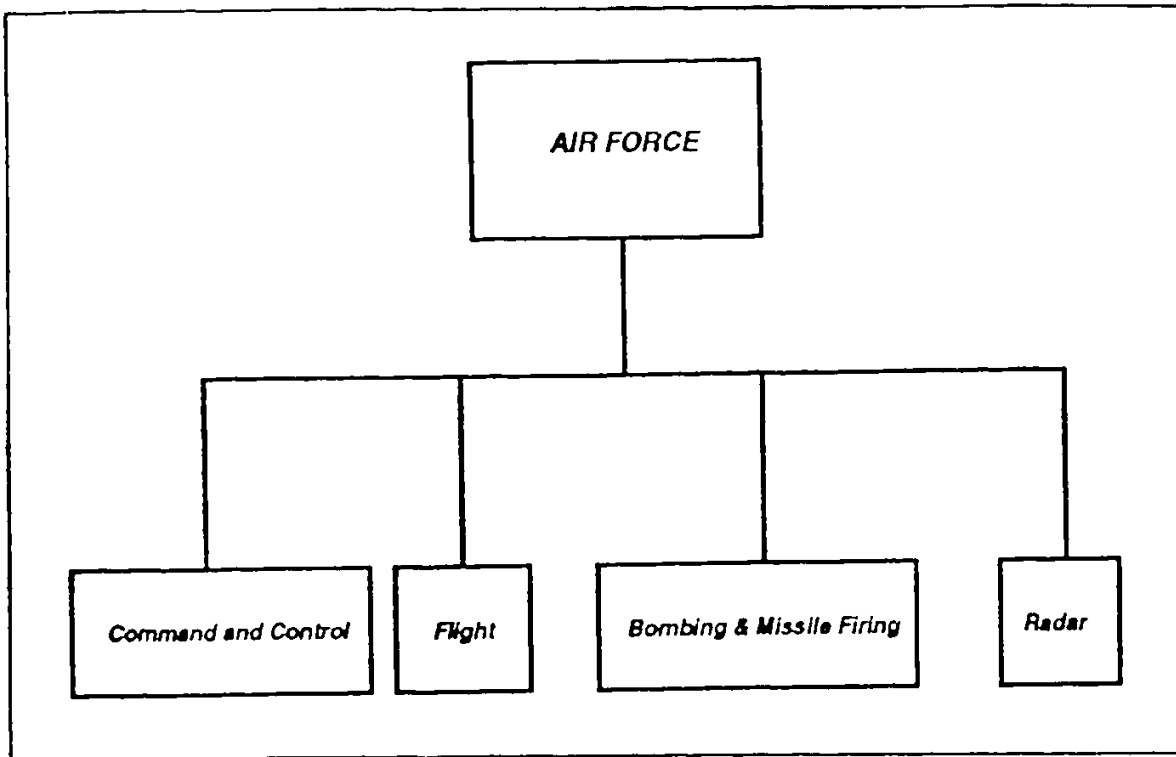 AIR FORCE
Command and Control
Flight
Bombing & Missile Firing
Radar